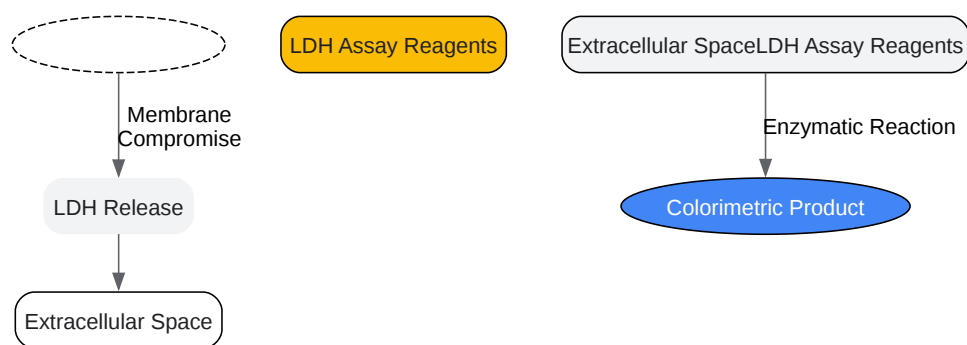 LDH Assay Reagents
Extracellular SpaceLDH Assay Reagents
Membrane
Compromise
Enzymatic Reaction
LDH Release
Colorimetric Product
Extracellular Space